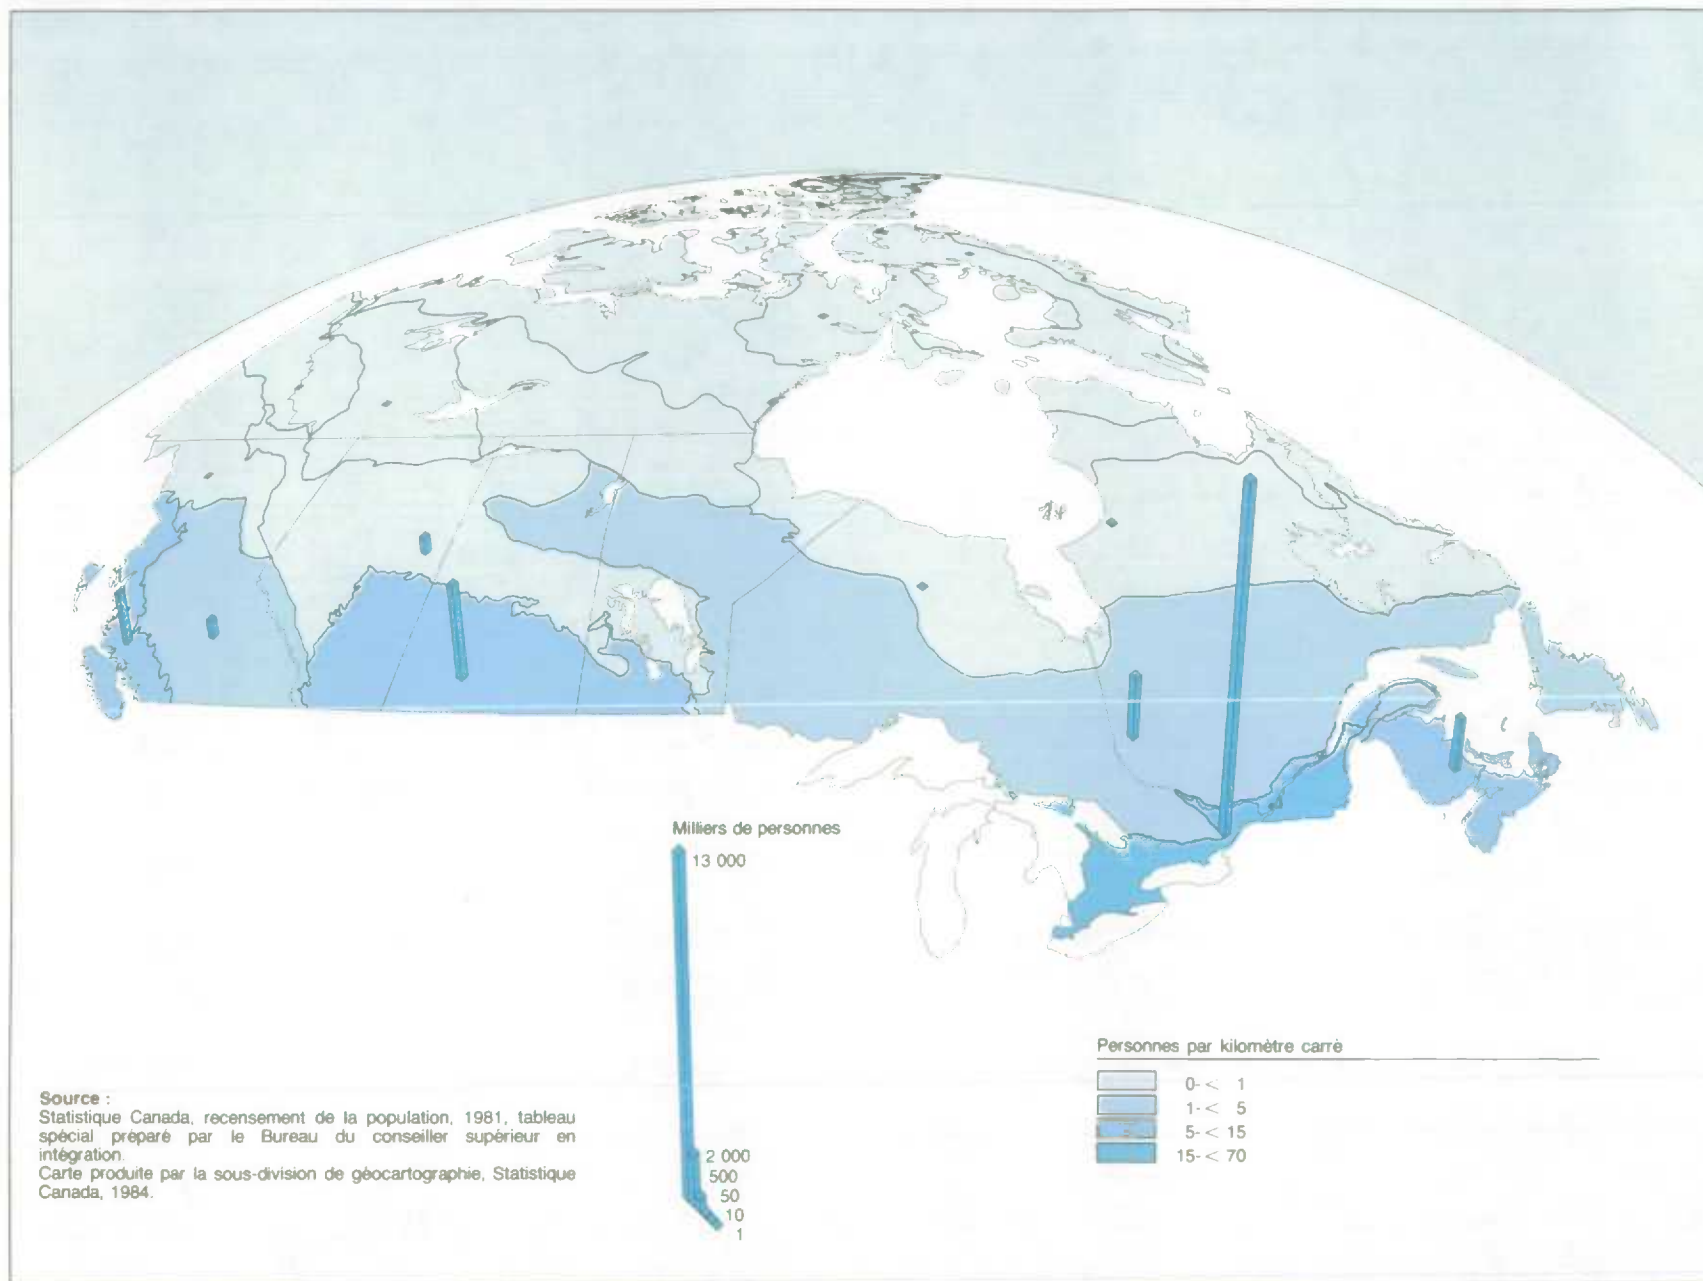 Milliers de personnes
13 000
2 000
500
50
10
1
Personnes par kilomètre carré
0- < 1
1- < 5
5- < 15
15- < 70
Source :
Statistique Canada, recensement de la population, 1981, tableau
spécial préparé par le Bureau du conseiller supérieur en
intégration.
Carte produite par la sous-division de géocartographie, Statistique
Canada, 1984.